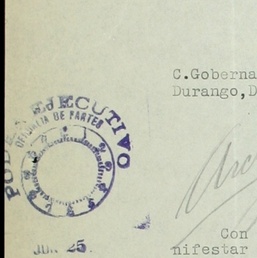 C.Goberna
Durango,D
PODER EJECUTIVO
OFICIALIA DE PARTES
JUN 25
Con
nifestar